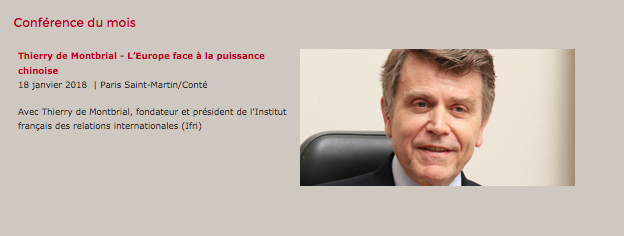 Conférence du mois
Thierry de Montbrial - L’Europe face à la puissance
chinoise
18 janvier 2018 | Paris Saint-Martin/Conté
Avec Thierry de Montbrial, fondateur et président de l'Institut
français des relations internationales (Ifri)